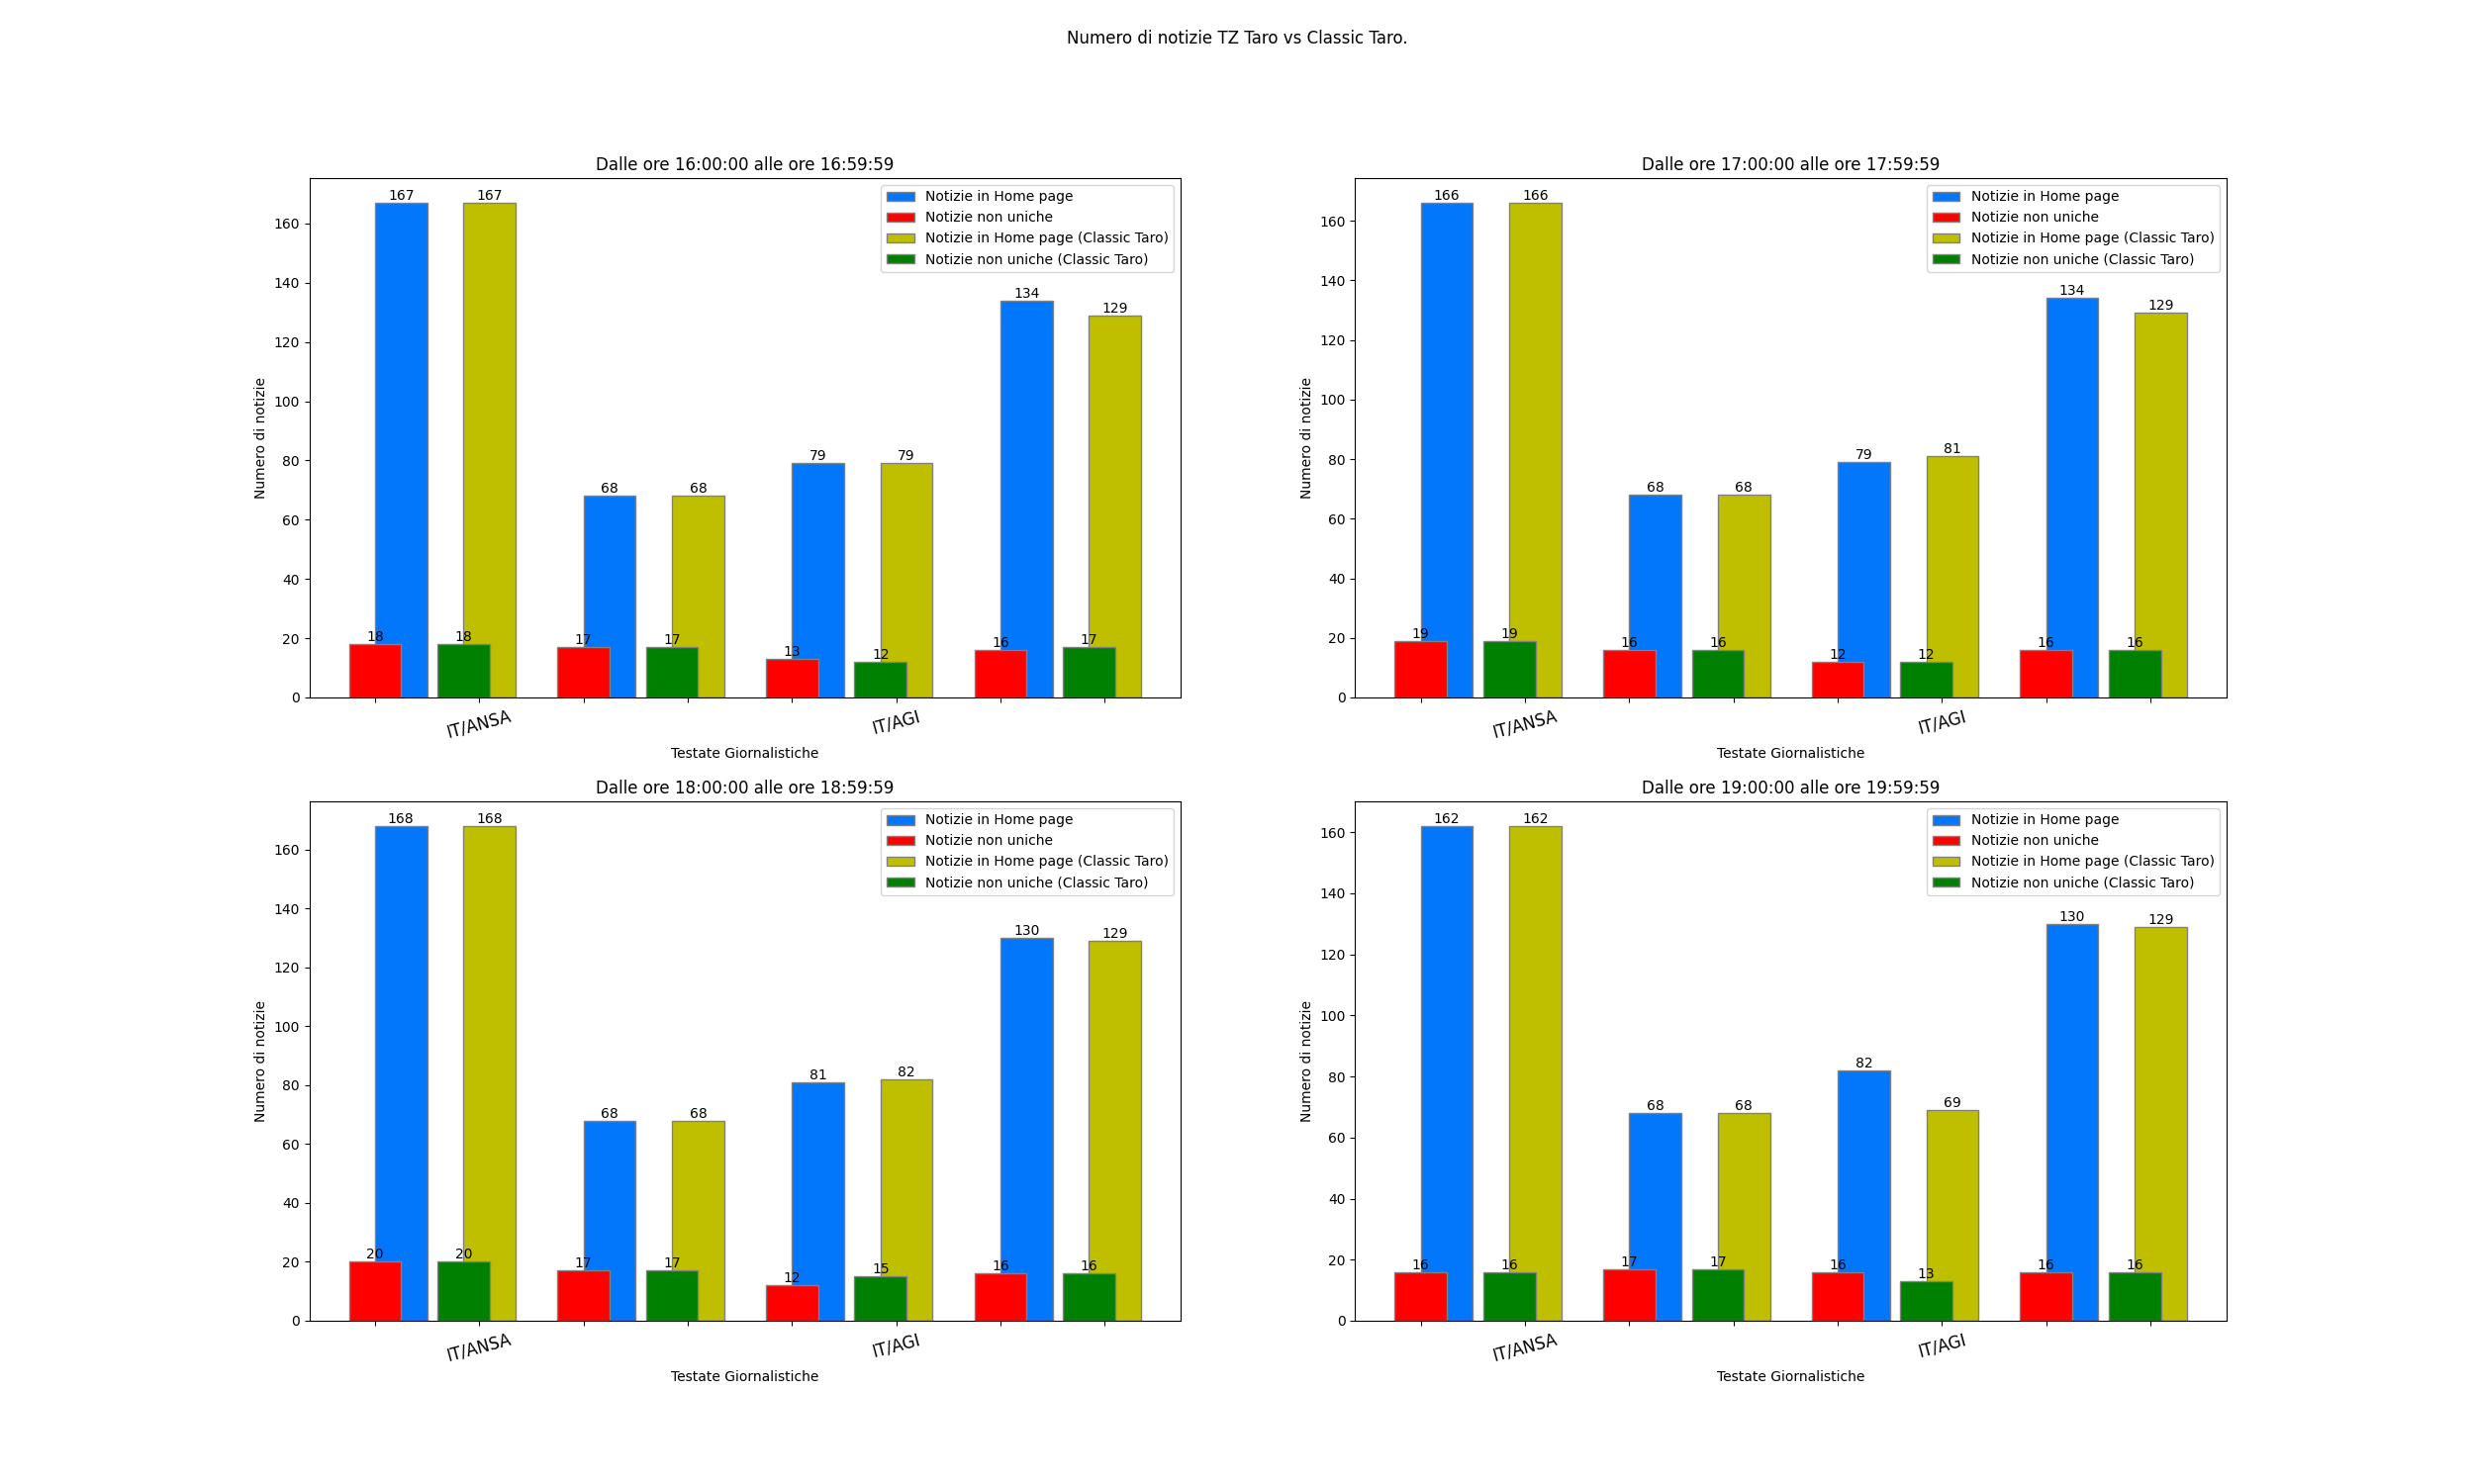 Numero di notizie TZ Taro vs Classic Taro.
Dalle ore 16:00:00 alle ore 16:59:59
Numero di notizie
160
140
120
100
80
60
40
20
0
167
167
68
68
79
79
134
129
18
18
17
17
13
12
16
17
Notizie in Home page
Notizie non uniche
Notizie in Home page (Classic Taro)
Notizie non uniche (Classic Taro)
IT/ANSA
IT/AGI
Testate Giornalistiche
Dalle ore 17:00:00 alle ore 17:59:59
Numero di notizie
160
140
120
100
80
60
40
20
0
166
166
68
68
79
81
134
129
19
19
16
16
12
12
16
16
Notizie in Home page
Notizie non uniche
Notizie in Home page (Classic Taro)
Notizie non uniche (Classic Taro)
IT/ANSA
IT/AGI
Testate Giornalistiche
Dalle ore 18:00:00 alle ore 18:59:59
Numero di notizie
160
140
120
100
80
60
40
20
0
168
168
68
68
81
82
130
129
20
20
17
17
12
15
16
16
Notizie in Home page
Notizie non uniche
Notizie in Home page (Classic Taro)
Notizie non uniche (Classic Taro)
IT/ANSA
IT/AGI
Testate Giornalistiche
Dalle ore 19:00:00 alle ore 19:59:59
Numero di notizie
160
140
120
100
80
60
40
20
0
162
162
68
68
82
69
130
129
16
16
17
17
16
13
16
16
Notizie in Home page
Notizie non uniche
Notizie in Home page (Classic Taro)
Notizie non uniche (Classic Taro)
IT/ANSA
IT/AGI
Testate Giornalistiche